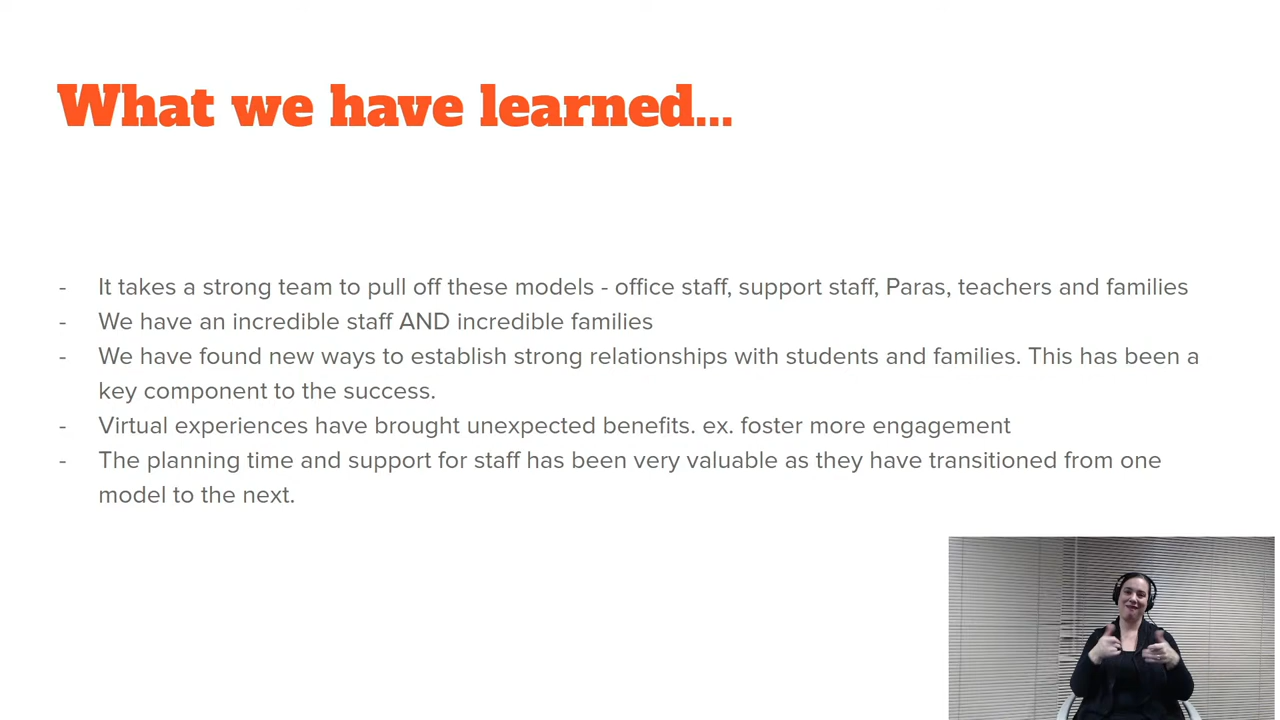 What we have learned...
- It takes a strong team to pull off these models - office staff, support staff, Paras, teachers and families
- We have an incredible staff AND incredible families
- We have found new ways to establish strong relationships with students and families. This has been a
key component to the success.
- Virtual experiences have brought unexpected benefits. ex. foster more engagement
- The planning time and support for staff has been very valuable as they have transitioned from one
model to the next.